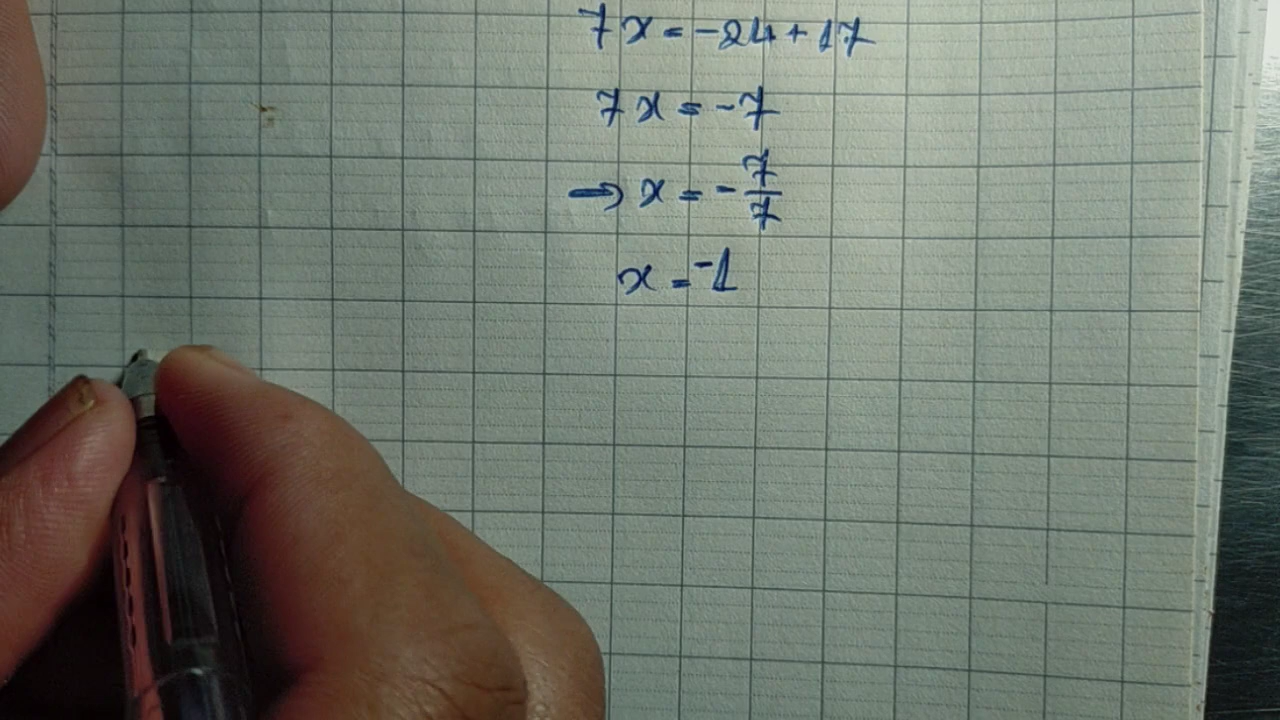 7x = -24 + 17
7x = -7
⇒ x = -7/7
x = -1